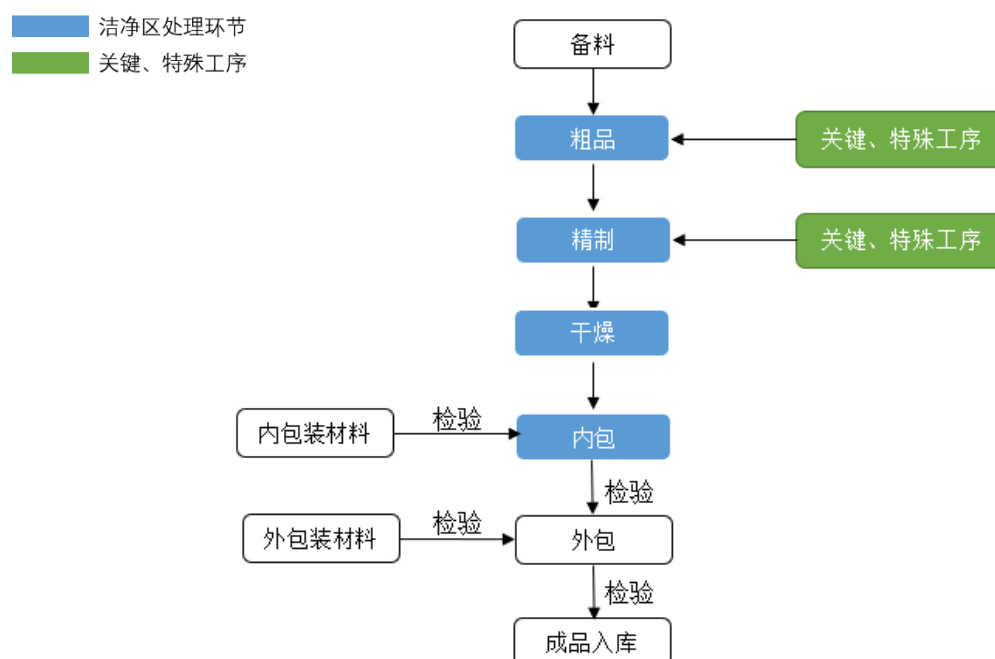 洁净区处理环节
关键、特殊工序
备料
粗品
关键、特殊工序
精制
关键、特殊工序
干燥
内包装材料
检验
内包
检验
外包装材料
检验
外包
检验
成品入库